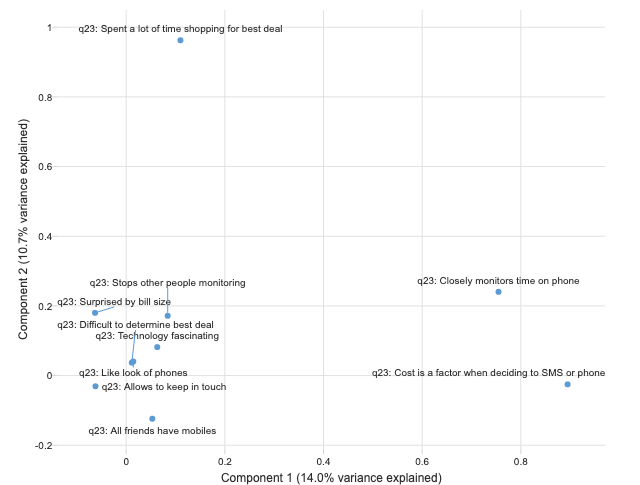 1
q23: Spent a lot of time shopping for best deal
0.8
0.6
0.4
Component 2 (10.7% variance explained)
q23: Stops other people monitoring
q23: Closely monitors time on phone
0.2
q23: Surprised by bill size
q23: Difficult to determine best deal
q23: Technology fascinating
0
q23: Like look of phones
q23: Cost is a factor when deciding to SMS or phone
q23: Allows to keep in touch
q23: All friends have mobiles
-0.2
0 0.2 0.4 0.6 0.8
Component 1 (14.0% variance explained)